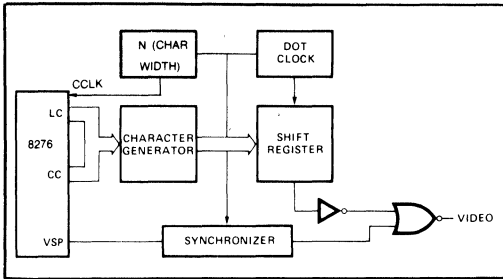 N (CHAR
WIDTH)
DOT
CLOCK
CCLK
LC
8276
CC
VSP
CHARACTER
GENERATOR
SHIFT
REGISTER
SYNCHRONIZER
VIDEO